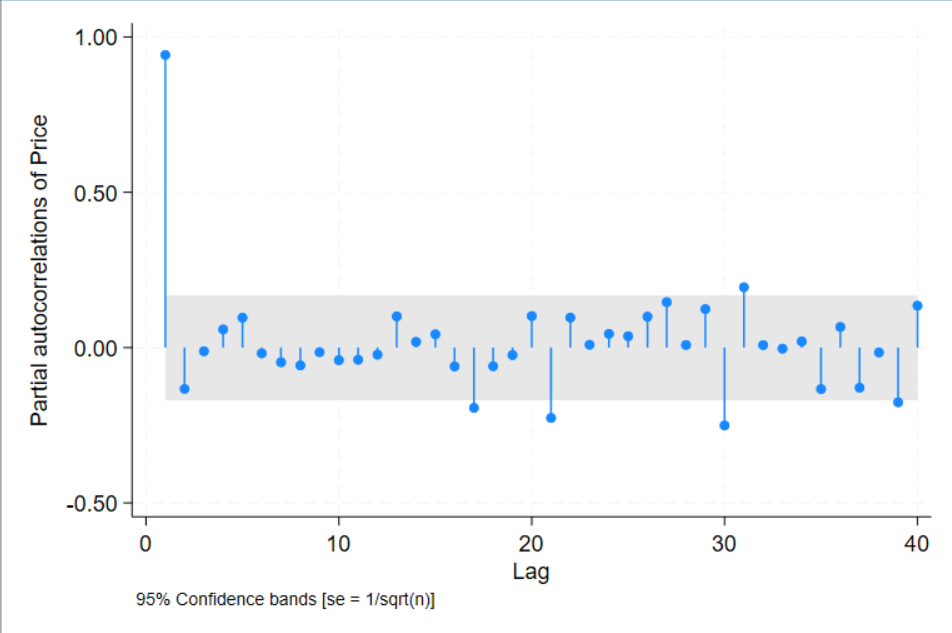 Partial autocorrelations of Price
1.00
0.50
0.00
-0.50
0 10 20 30 40
Lag
95% Confidence bands [se = 1/sqrt(n)]